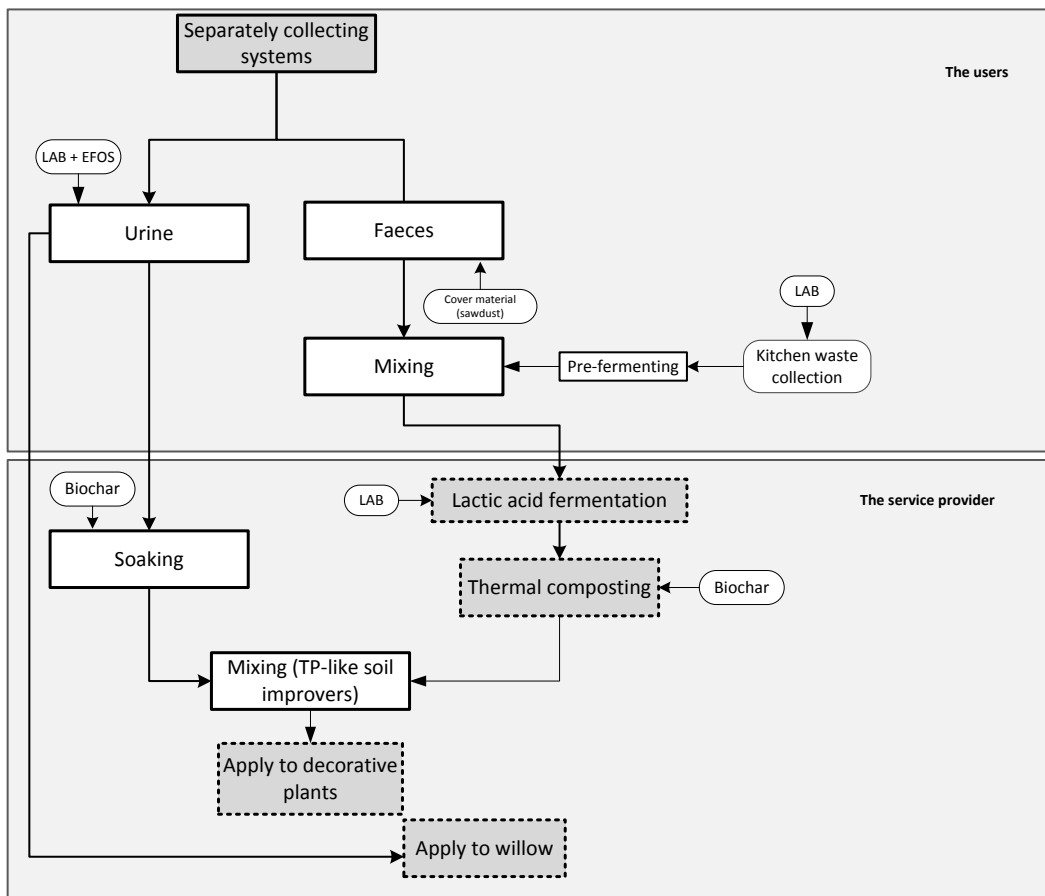 Separately collecting
systems
The users
LAB + EFOS
Urine
Faeces
Cover material
(sawdust)
LAB
Mixing
Pre-fermenting
Kitchen waste
collection
Biochar
LAB
Lactic acid fermentation
The service provider
Soaking
Thermal composting
Biochar
Mixing (TP-like soil
improvers)
Apply to decorative
plants
Apply to willow